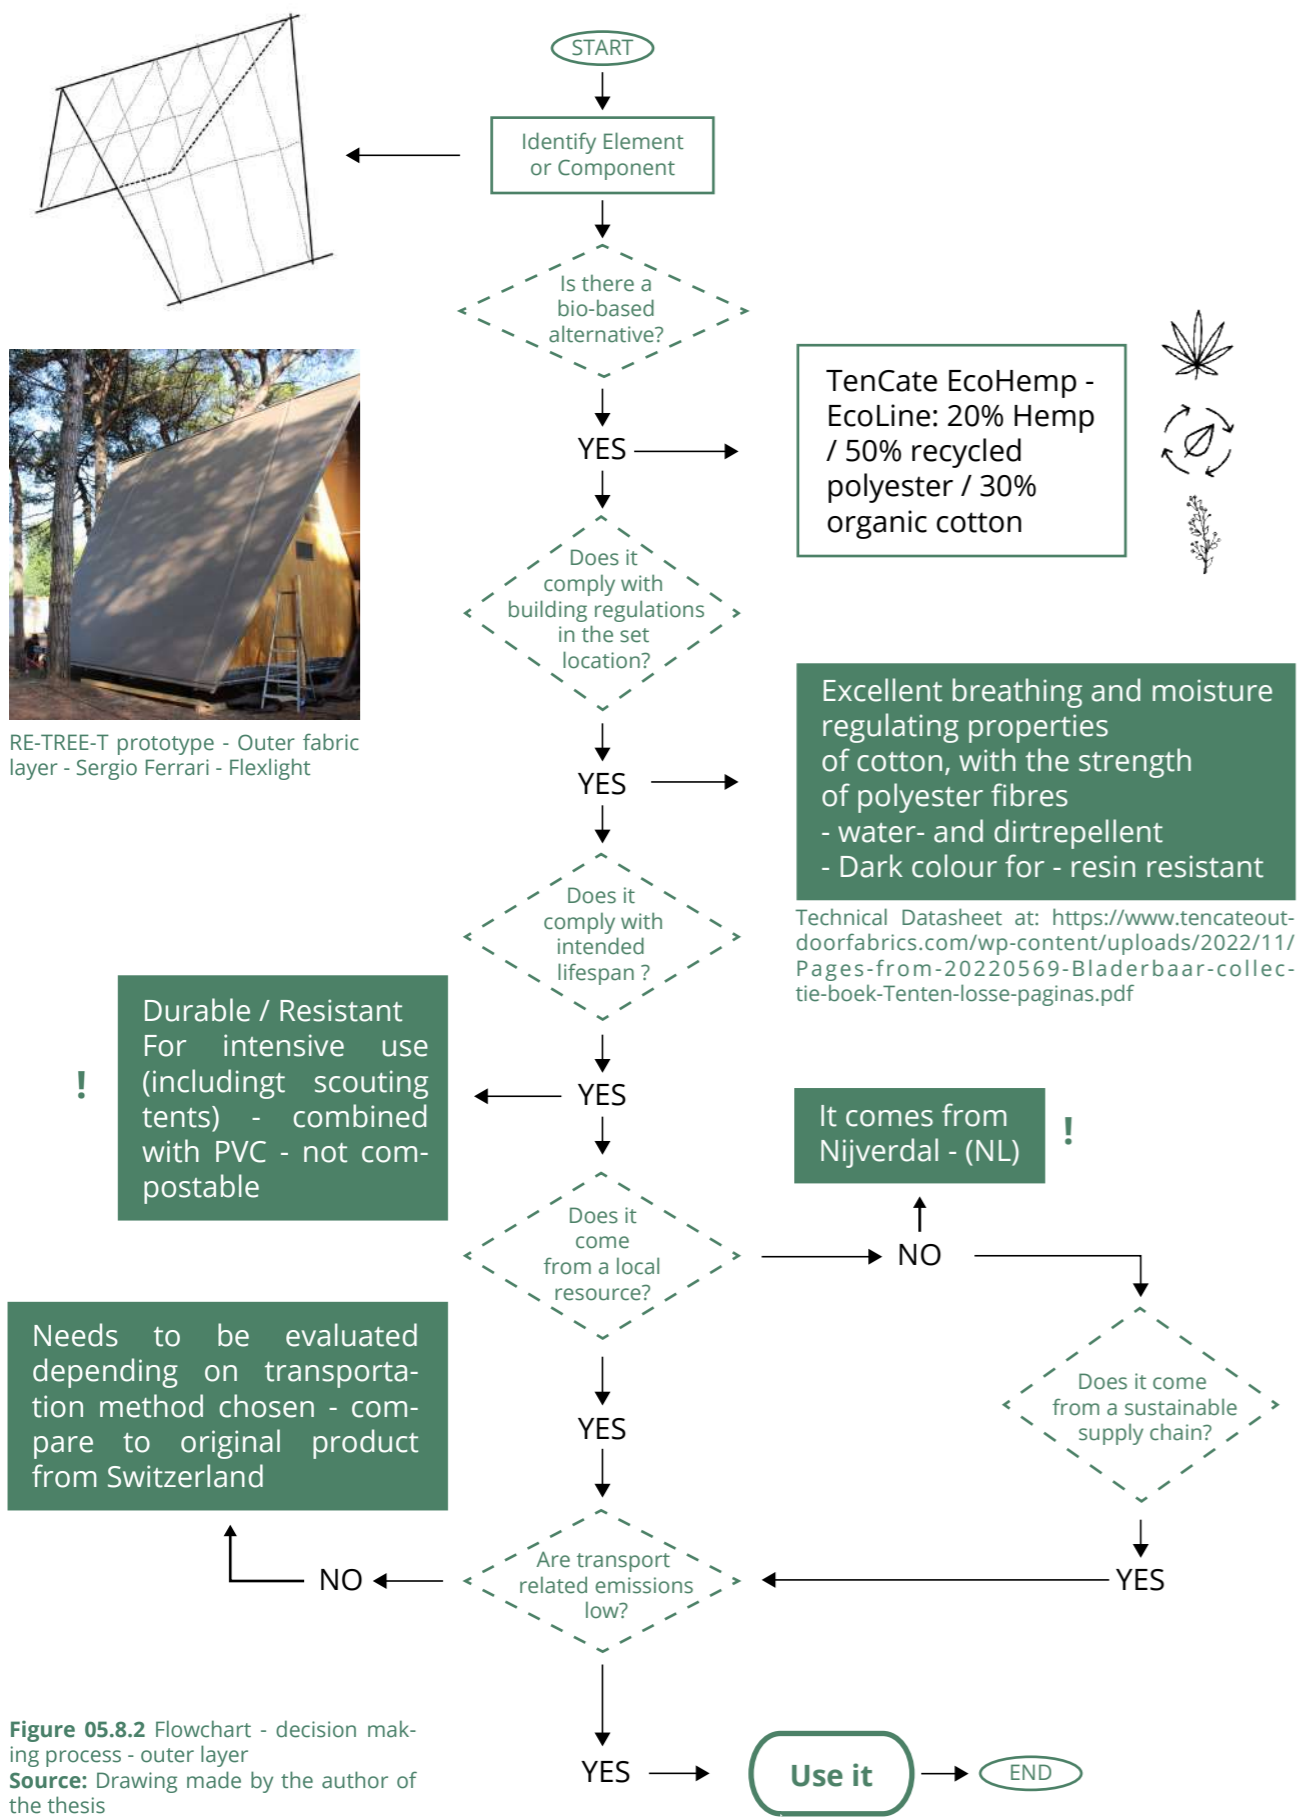 START
Identify Element
or Component
Is there a
bio-based
alternative?
YES
TenCate EcoHemp -
EcoLine: 20% Hemp
/ 50% recycled
polyester / 30%
organic cotton
RE-TREE-T prototype - Outer fabric
layer - Sergio Ferrari - Flexlight
Does it
comply with
building regulations
in the set
location?
YES
Excellent breathing and moisture
regulating properties
of cotton, with the strength
of polyester fibres
- water- and dirtrepellent
- Dark colour for - resin resistant
Technical Datasheet at: https://www.tencateout-
doorfabrics.com/wp-content/uploads/2022/11/
Pages-from-20220569-Bladerbaar-collec-
tie-boek-Tenten-losse-paginas.pdf
Does it
comply with
intended
lifespan ?
YES
!
Durable / Resistant
For intensive use
(includingt scouting
tents) - combined
with PVC - not com-
postable
It comes from
Nijverdal - (NL)
!
Does it
come
from a local
resource?
NO
YES
Does it come
from a sustainable
supply chain?
YES
Needs to be evaluated
depending on transporta-
tion method chosen - com-
pare to original product
from Switzerland
Are transport
related emissions
low?
NO
YES
Use it
END
Figure 05.8.2 Flowchart - decision mak-
ing process - outer layer
Source: Drawing made by the author of
the thesis